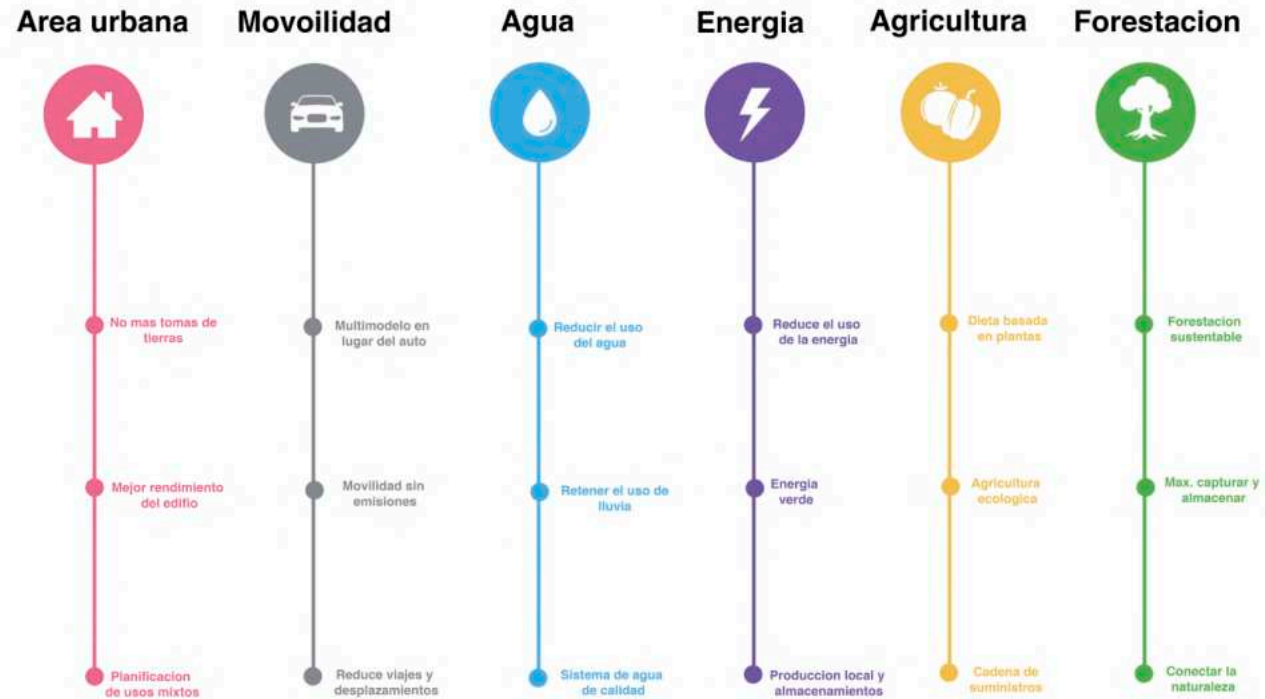 Area urbana
Movoilidad
Agua
Energia
Agricultura
Forestacion
No mas tomas de
tierras
Multimodelo en
lugar del auto
Reducir el uso
del agua
Reduce el uso
de la energia
Dieta basada
en plantas
Forestacion
sustentable
Mejor rendimiento
del edifio
Movilidad sin
emisiones
Retener el uso de
lluvia
Energia
verde
Agricultura
ecologica
Max. capturar y
almacenar
Planificacion
de usos mixtos
Reduce viajes y
desplazamientos
Sistema de agua
de calidad
Produccion local y
almacenamientos
Cadena de
suministros
Conectar la
naturaleza